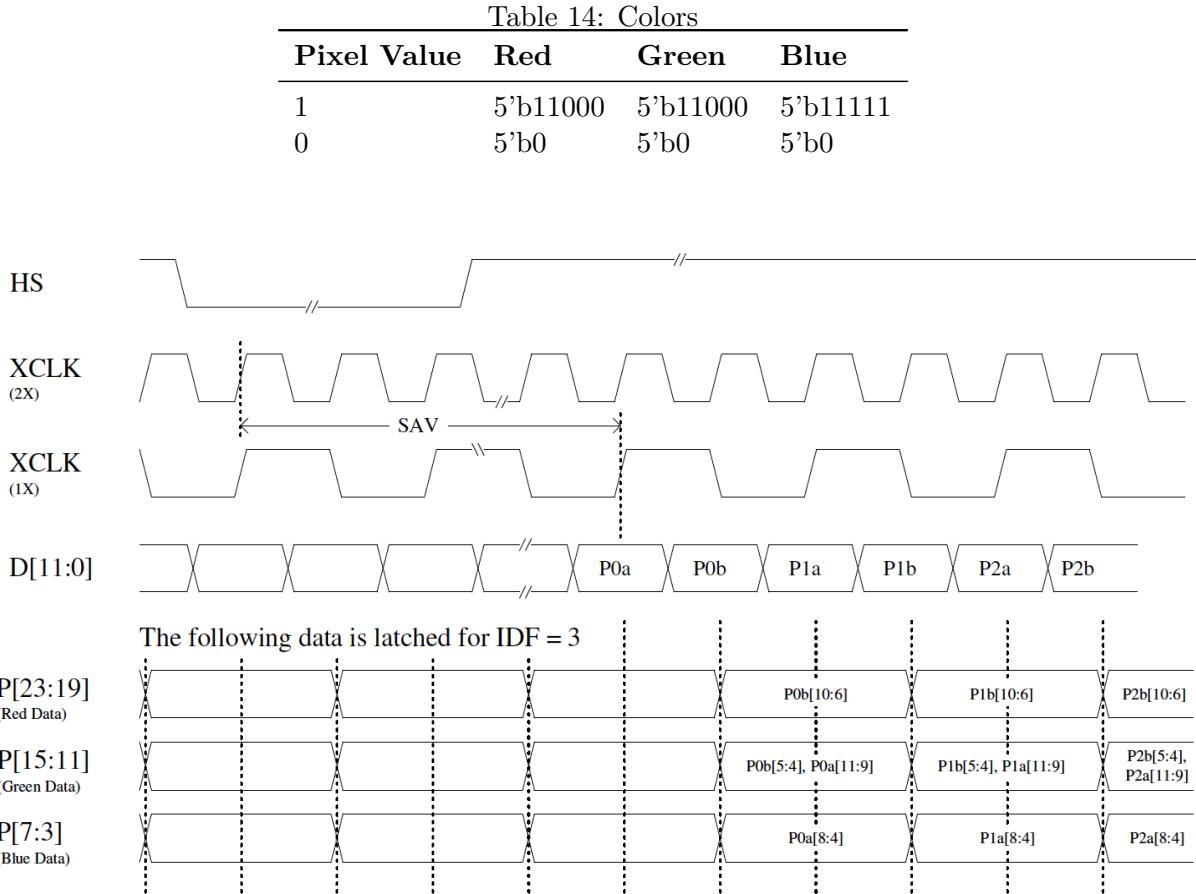 Table 14: Colors
Pixel Value Red Green Blue
1 5'b11000 5'b11000 5'b11111
0 5'b0 5'b0 5'b0
HS
XCLK
(2X)
SAV
XCLK
(1X)
D[11:0] P0a P0b P1a P1b P2a P2b
The following data is latched for IDF = 3
P[23:19] P0b[10:6] P1b[10:6] P2b[10:6]
(Red Data)
P[15:11] P0b[5:4], P0a[11:9] P1b[5:4], P1a[11:9] P2b[5:4],
P2a[11:9]
(Green Data)
P[7:3] P0a[8:4] P1a[8:4] P2a[8:4]
(Blue Data)